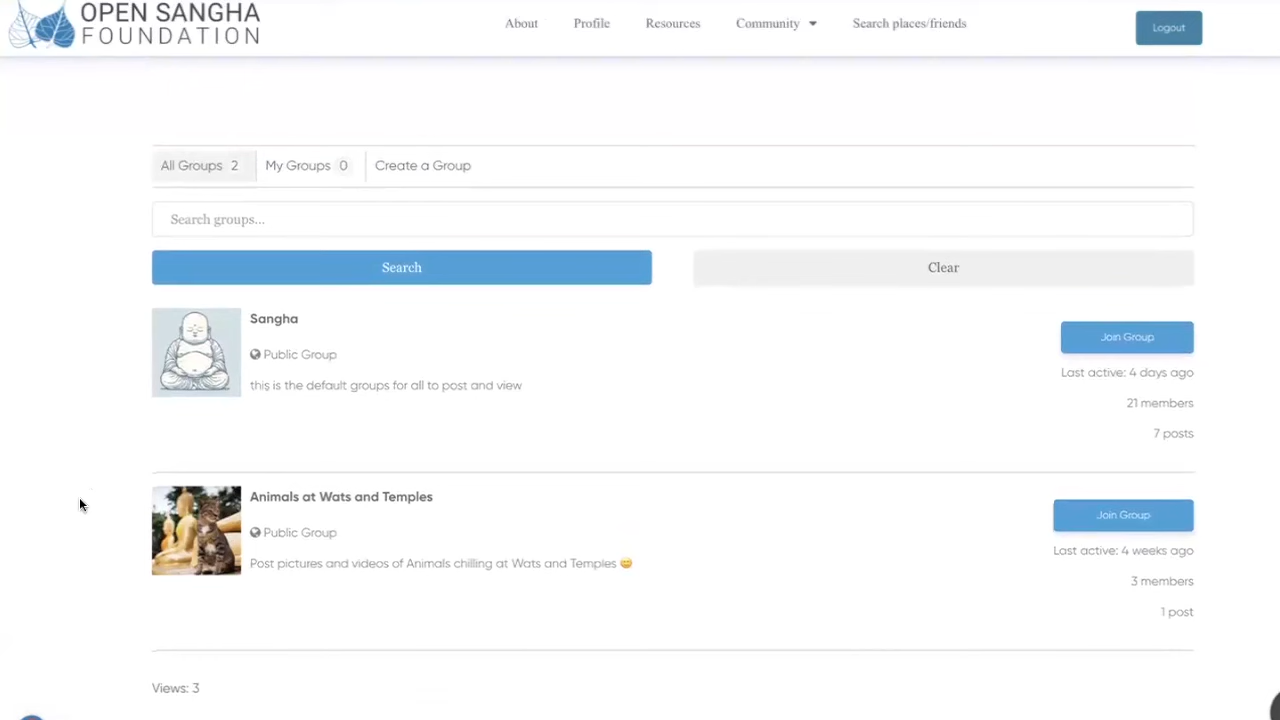 OPEN SANGHA
FOUNDATION
About Profile Resources Community Search places/friends
Logout
All Groups 2 My Groups 0 Create a Group
Search groups...
Search Clear
Sangha
Public Group
this is the default groups for all to post and view
Join Group
Last active: 4 days ago
21 members
7 posts
Animals at Wats and Temples
Public Group
Post pictures and videos of Animals chilling at Wats and Temples 😄
Join Group
Last active: 4 weeks ago
3 members
1 post
Views: 3